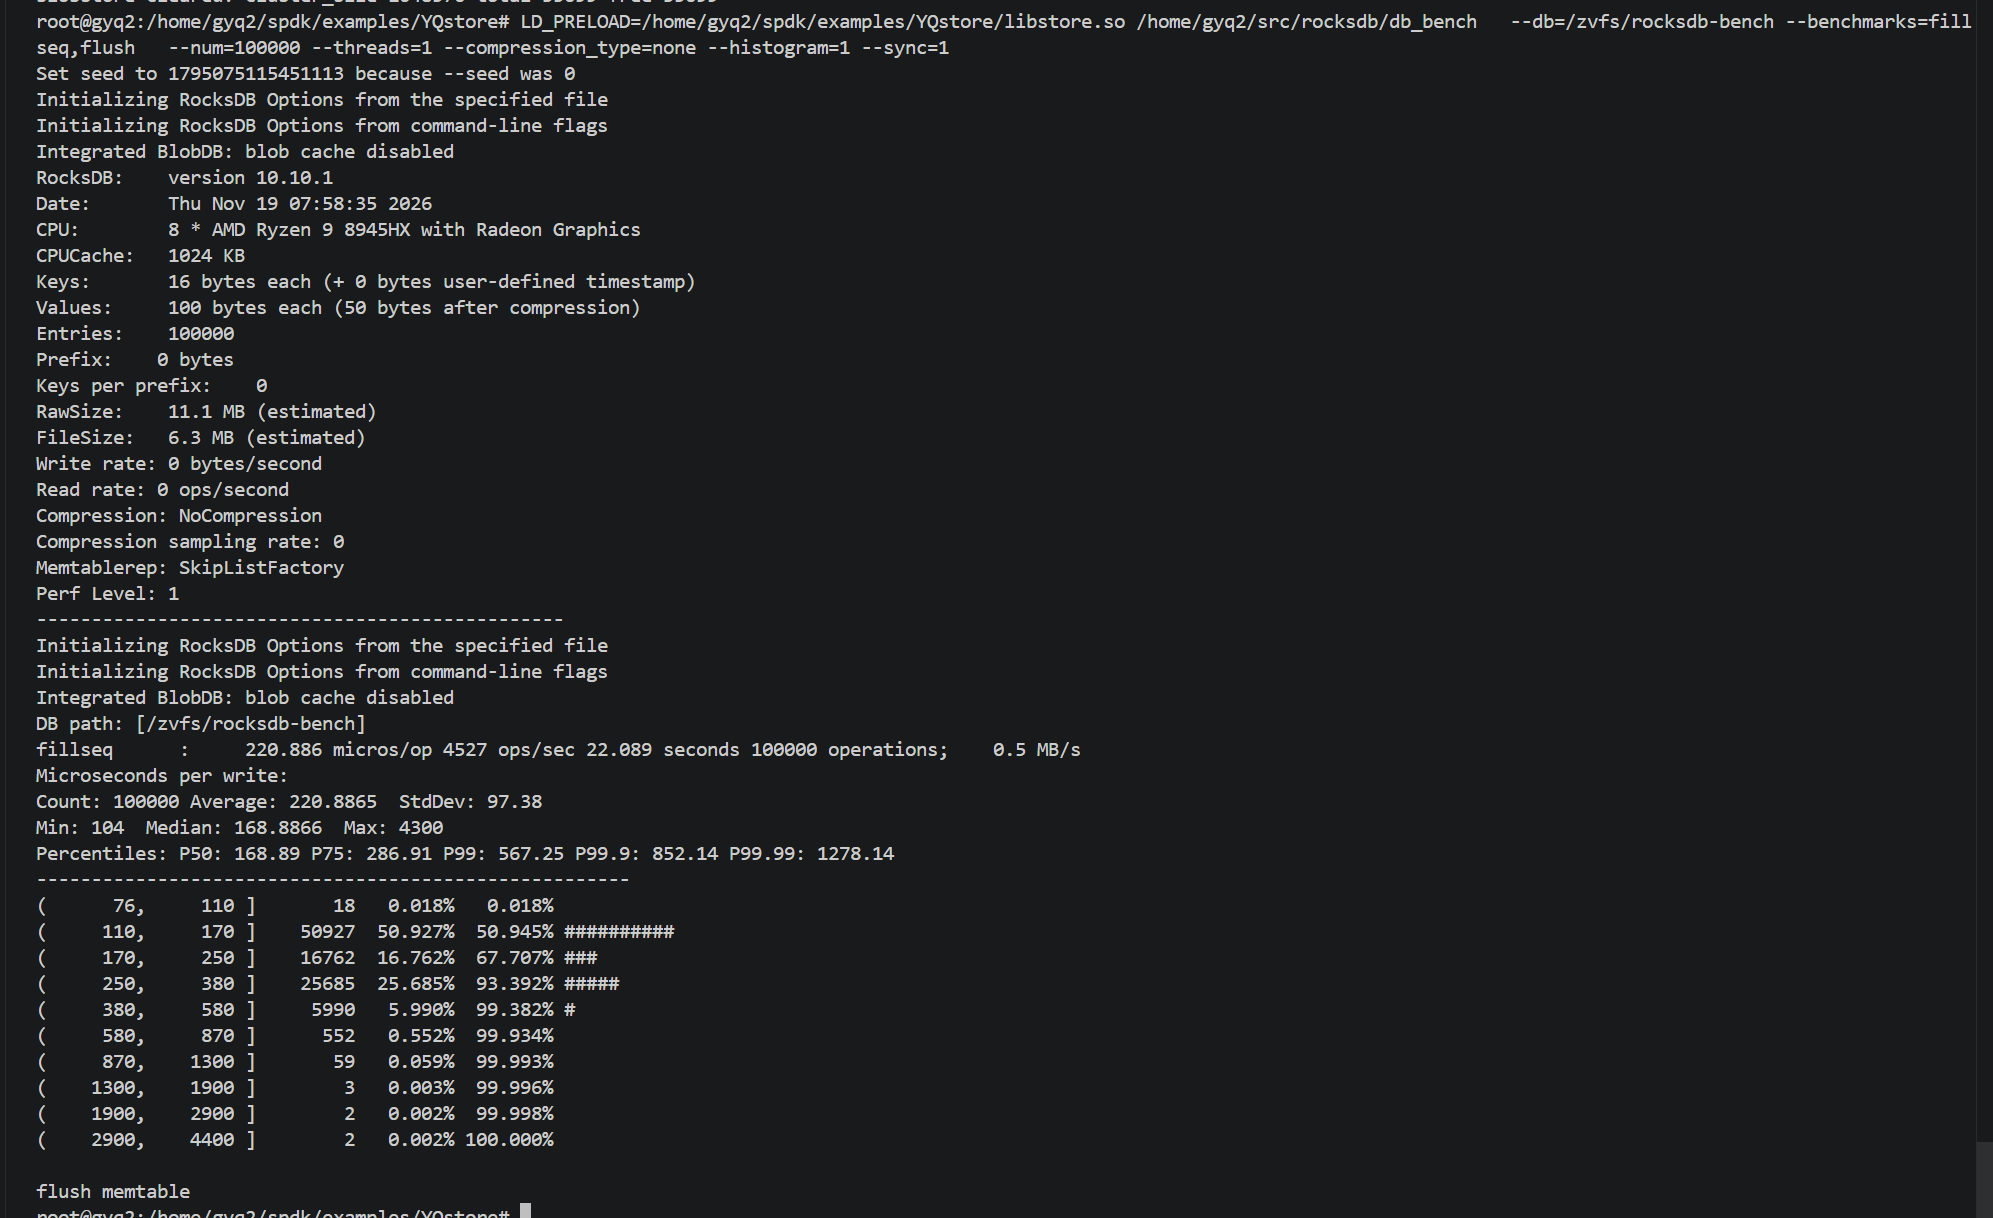 root@gyq2:/home/gyq2/spdk/examples/YQstore# LD_PRELOAD=/home/gyq2/spdk/examples/YQstore/libstore.so /home/gyq2/src/rocksdb/db_bench   --db=/zvfs/rocksdb-bench --benchmarks=fill
seq,flush   --num=100000 --threads=1 --compression_type=none --histogram=1 --sync=1
Set seed to 1795075115451113 because --seed was 0
Initializing RocksDB Options from the specified file
Initializing RocksDB Options from command-line flags
Integrated BlobDB: blob cache disabled
RocksDB:    version 10.10.1
Date:       Thu Nov 19 07:58:35 2026
CPU:        8 * AMD Ryzen 9 8945HX with Radeon Graphics
CPUCache:   1024 KB
Keys:       16 bytes each (+ 0 bytes user-defined timestamp)
Values:     100 bytes each (50 bytes after compression)
Entries:    100000
Prefix:    0 bytes
Keys per prefix:    0
RawSize:    11.1 MB (estimated)
FileSize:   6.3 MB (estimated)
Write rate: 0 bytes/second
Read rate: 0 ops/second
Compression: NoCompression
Compression sampling rate: 0
Memtablerep: SkipListFactory
Perf Level: 1
------------------------------------------------
Initializing RocksDB Options from the specified file
Initializing RocksDB Options from command-line flags
Integrated BlobDB: blob cache disabled
DB path: [/zvfs/rocksdb-bench]
fillseq      :     220.886 micros/op 4527 ops/sec 22.089 seconds 100000 operations;    0.5 MB/s
Microseconds per write:
Count: 100000 Average: 220.8865  StdDev: 97.38
Min: 104  Median: 168.8866  Max: 4300
Percentiles: P50: 168.89 P75: 286.91 P99: 567.25 P99.9: 852.14 P99.99: 1278.14
------------------------------------------------------
(      76,     110 ]       18   0.018%   0.018%
(     110,     170 ]    50927  50.927%  50.945% ##########
(     170,     250 ]    16762  16.762%  67.707% ###
(     250,     380 ]    25685  25.685%  93.392% #####
(     380,     580 ]     5990   5.990%  99.382% #
(     580,     870 ]      552   0.552%  99.934%
(     870,    1300 ]       59   0.059%  99.993%
(    1300,    1900 ]        3   0.003%  99.996%
(    1900,    2900 ]        2   0.002%  99.998%
(    2900,    4400 ]        2   0.002% 100.000%
flush memtable
root@gyq2:/home/gyq2/spdk/examples/YQstore#